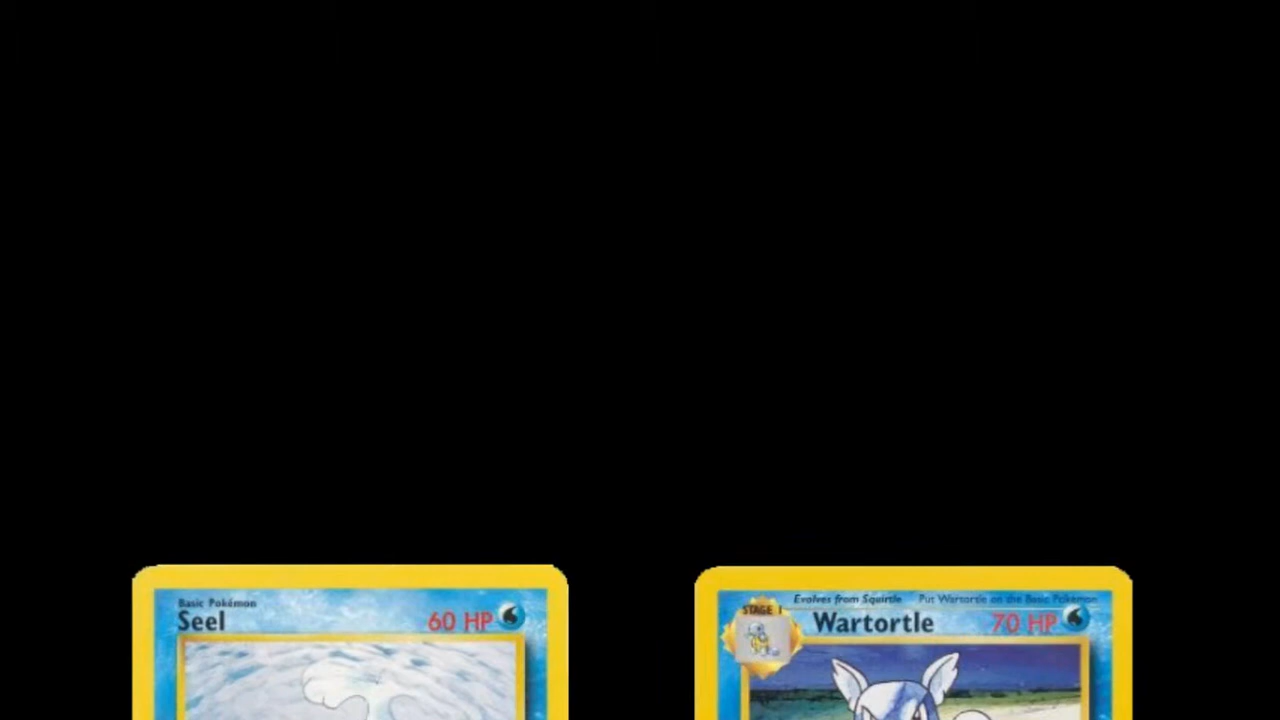 Basic Pokémon
Seel 60 HP
Evolves from Squirtle Put Wartortle on the Basic Pokémon
STAGE 1
Wartortle 70 HP